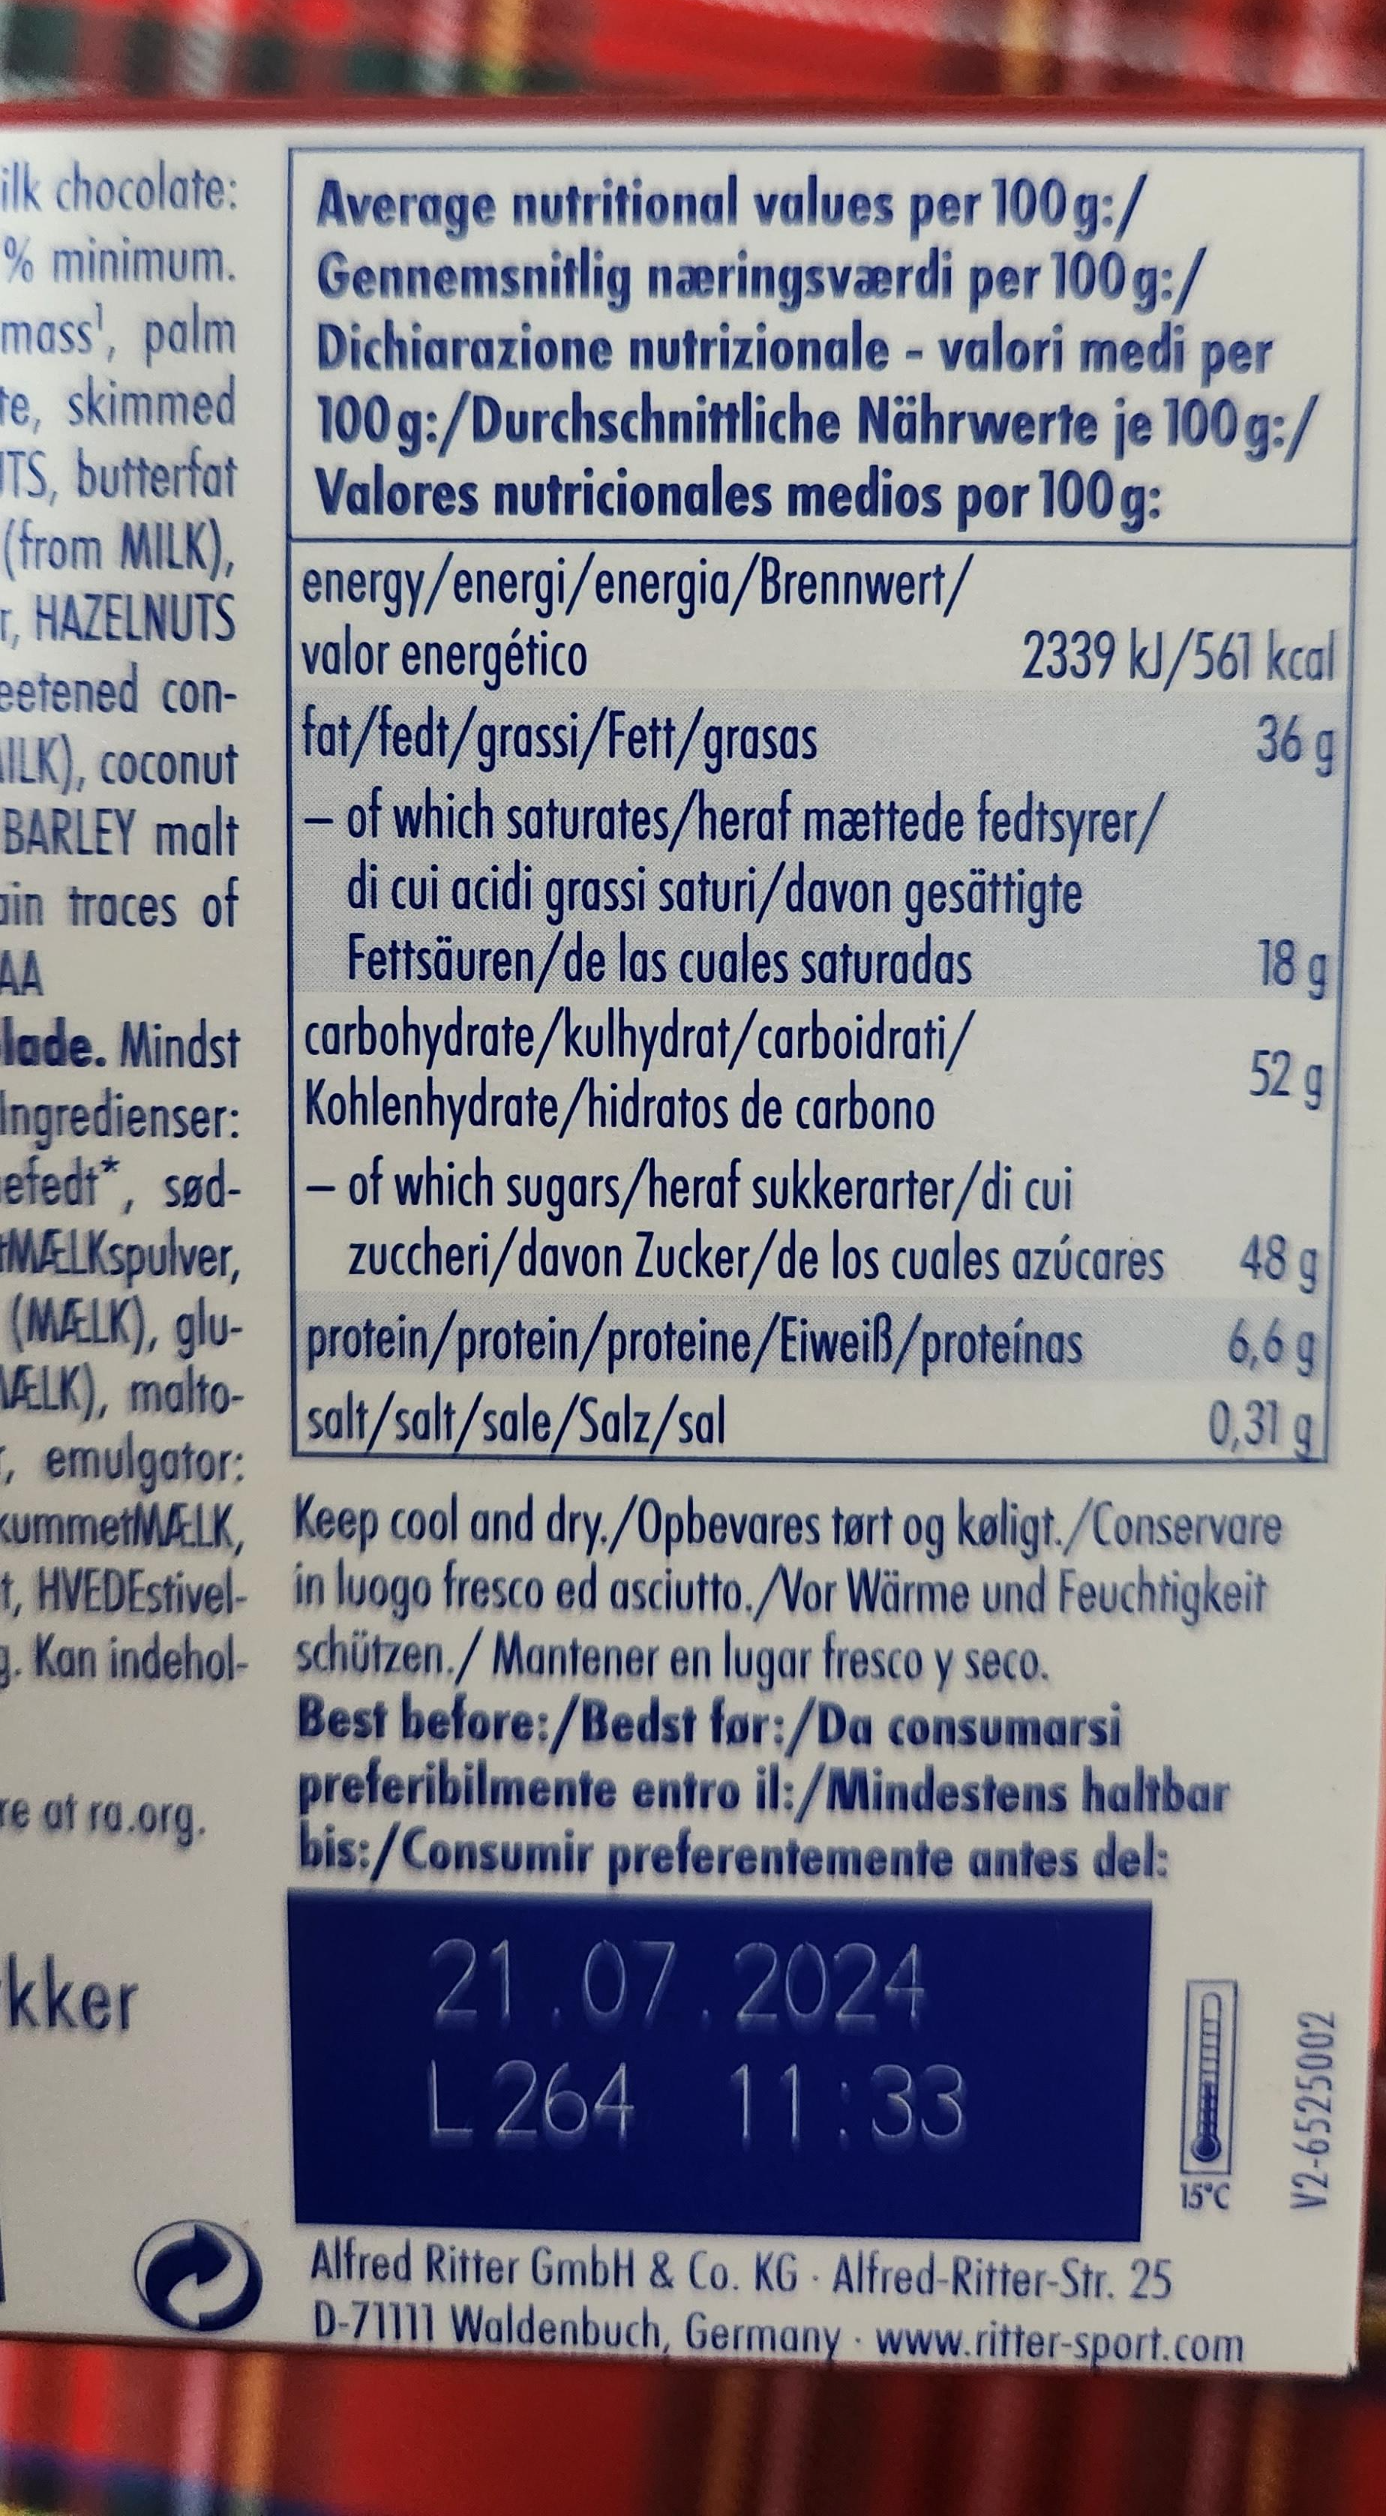 ilk chocolate:
% minimum.
mass¹, palm
te, skimmed
UTS, butterfat
(from MILK),
r, HAZELNUTS
eetened con-
ILK), coconut
BARLEY malt
ain traces of
AA
lade. Mindst
Ingredienser:
efedt*, sød-
tMÆLKspulver,
(MÆLK), glu-
ÆLK), malto-
, emulgator:
kummetMÆLK,
t, HVEDEstivel-
g. Kan indehol-
re at ra.org.
kker
Average nutritional values per 100 g:/
Gennemsnitlig næringsværdi per 100 g:/
Dichiarazione nutrizionale - valori medi per
100 g:/Durchschnittliche Nährwerte je 100 g:/
Valores nutricionales medios por 100 g:
energy/energi/energia/Brennwert/
valor energético 2339 kJ/561 kcal
fat/fedt/grassi/Fett/grasas 36 g
– of which saturates/heraf mættede fedtsyrer/
di cui acidi grassi saturi/davon gesättigte
Fettsäuren/de las cuales saturadas 18 g
carbohydrate/kulhydrat/carboidrati/
Kohlenhydrate/hidratos de carbono 52 g
– of which sugars/heraf sukkerarter/di cui
zuccheri/davon Zucker/de los cuales azúcares 48 g
protein/protein/proteine/Eiweiß/proteínas 6,6 g
salt/salt/sale/Salz/sal 0,31 g
Keep cool and dry./Opbevares tørt og køligt./Conservare
in luogo fresco ed asciutto./Vor Wärme und Feuchtigkeit
schützen./ Mantener en lugar fresco y seco.
Best before:/Bedst før:/Da consumarsi
preferibilmente entro il:/Mindestens haltbar
bis:/Consumir preferentemente antes del:
21.07.2024
L264 11:33
15°C
V2-6525002
Alfred Ritter GmbH & Co. KG · Alfred-Ritter-Str. 25
D-71111 Waldenbuch, Germany · www.ritter-sport.com